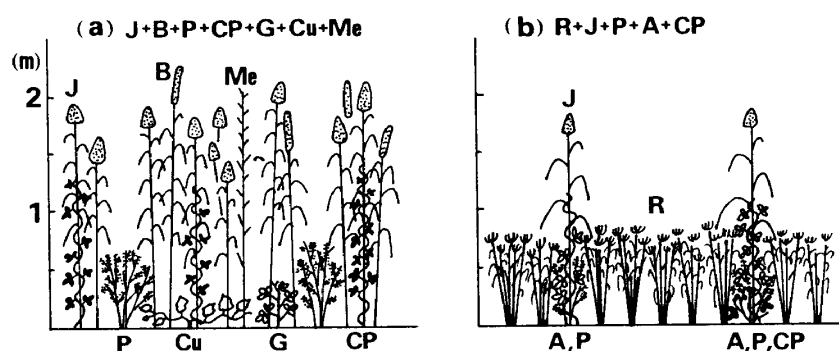 (a) J+B+P+CP+G+Cu+Me
(m)
J
B
Me
2
1
P
Cu
G
CP
(b) R+J+P+A+CP
J
R
A,P
A,P,CP